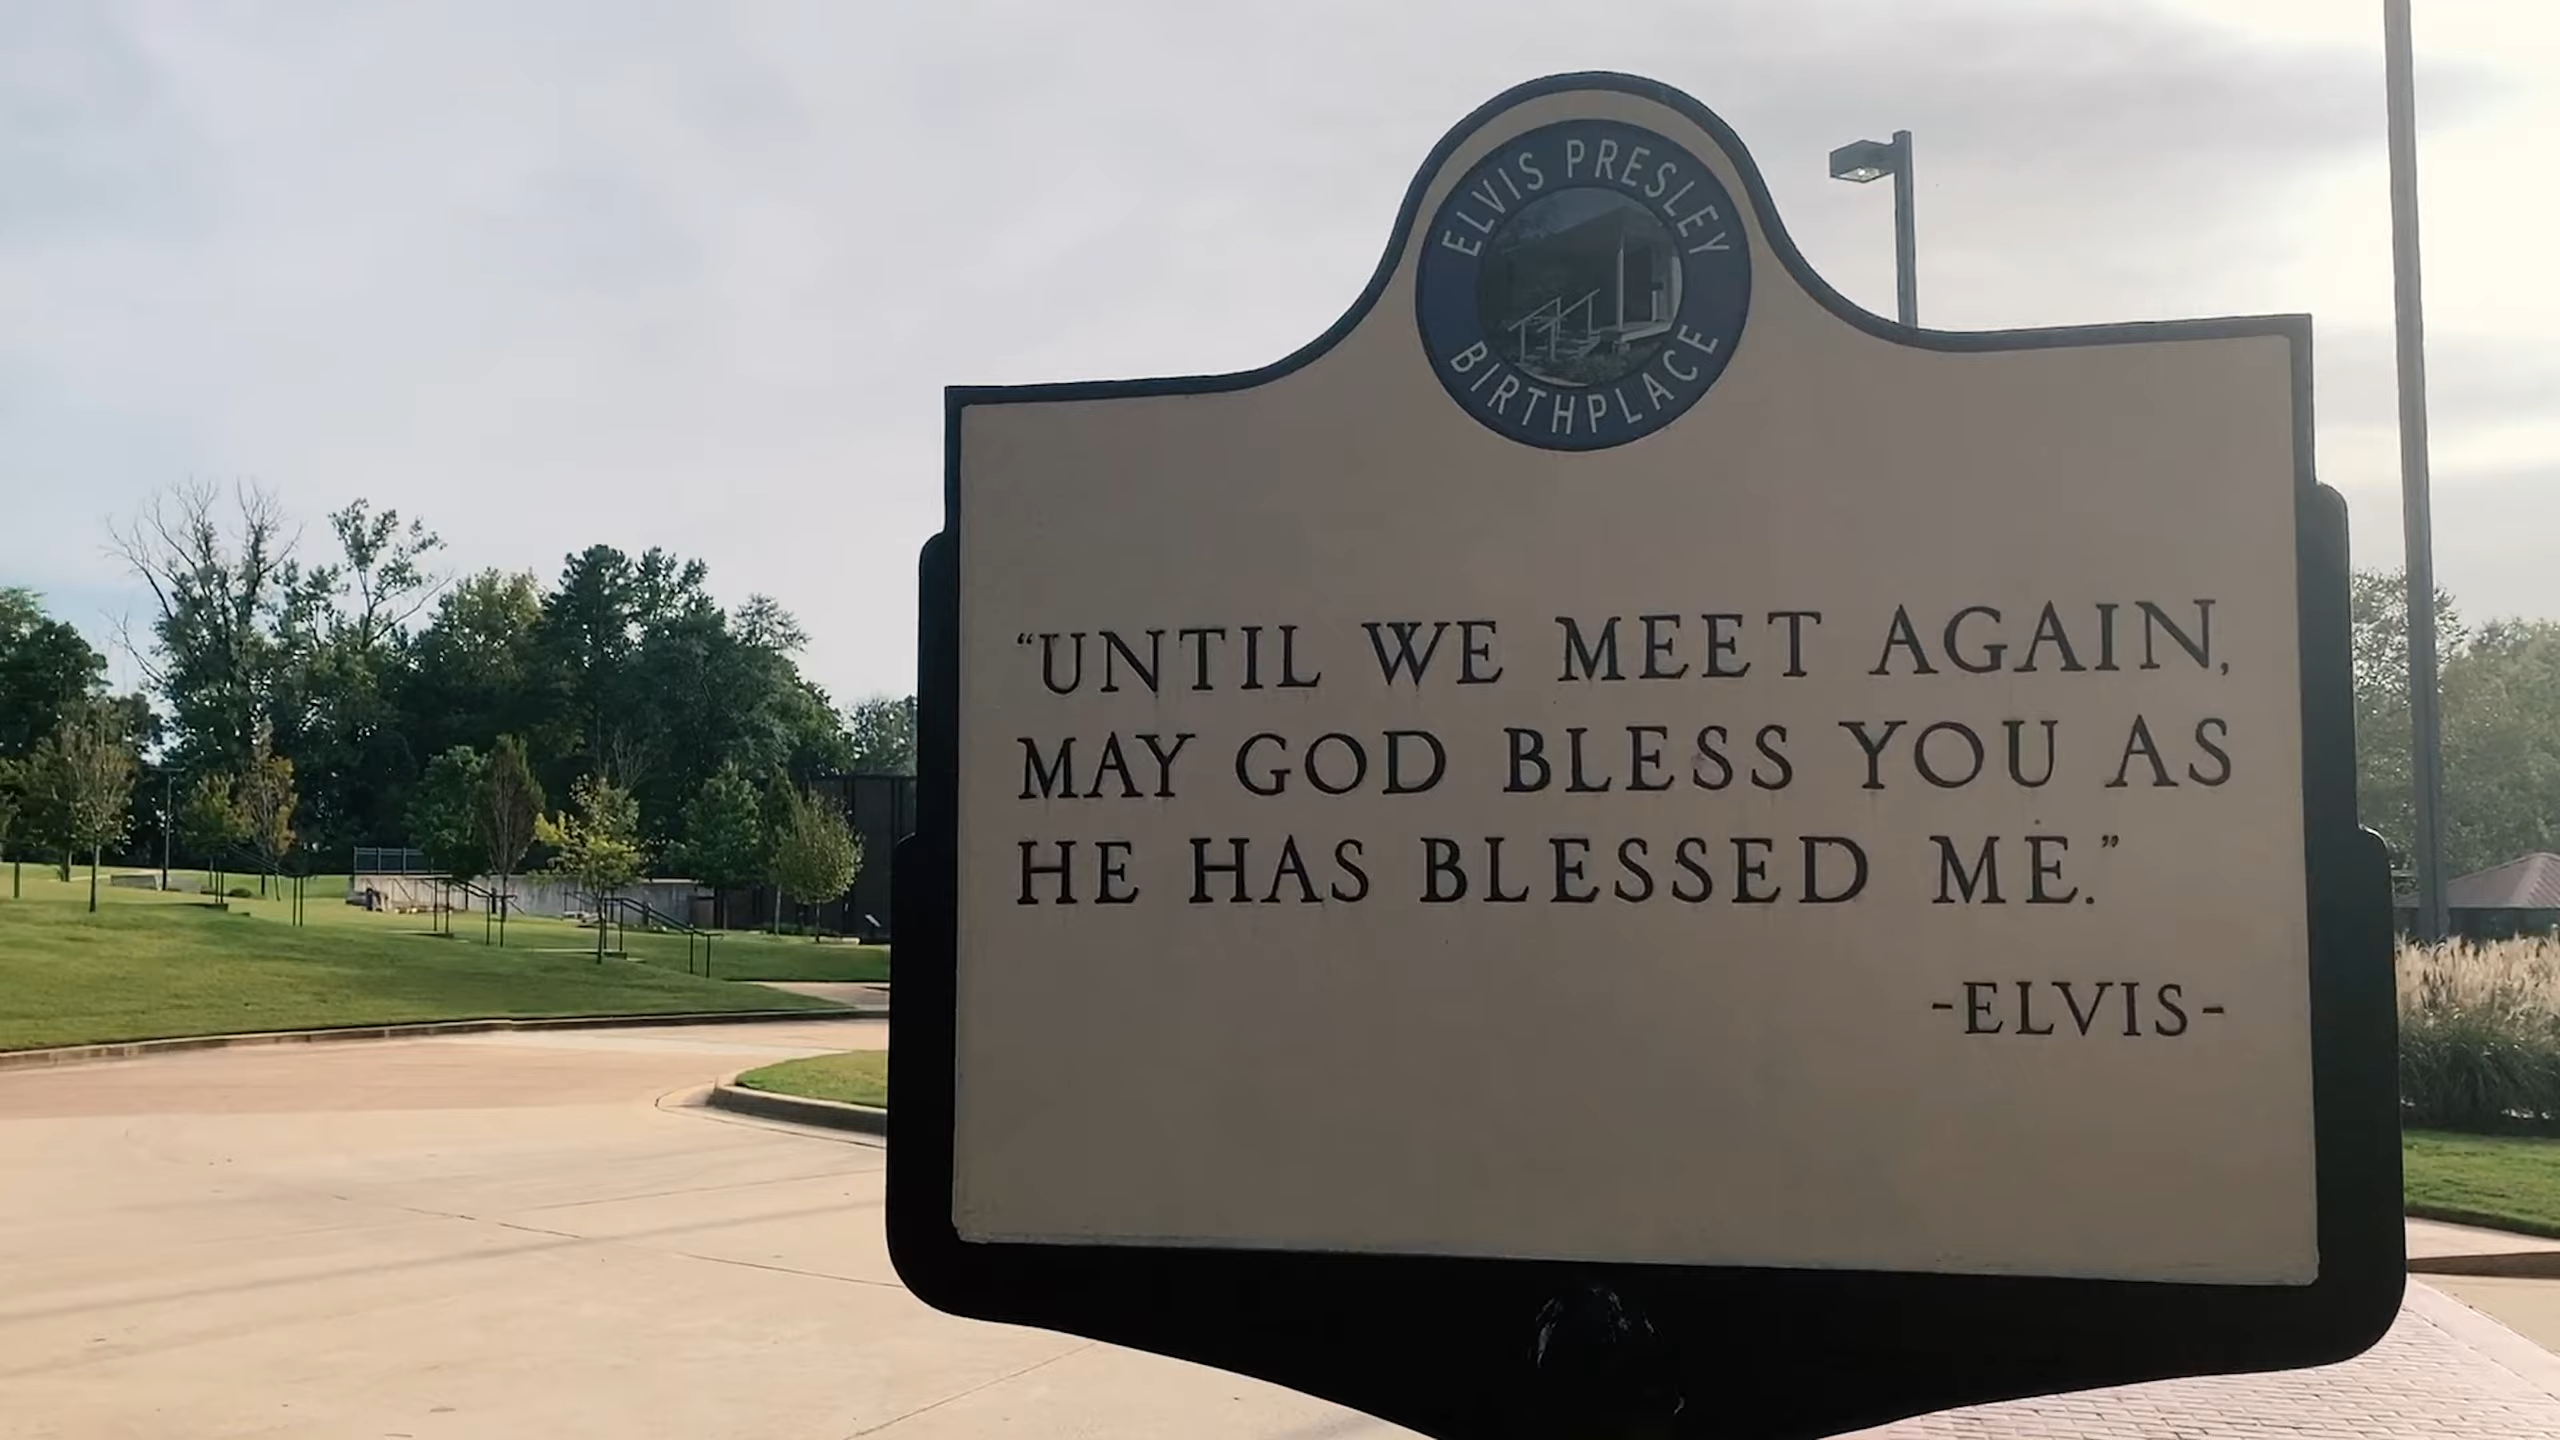 ELVIS PRESLEY
BIRTHPLACE
“UNTIL WE MEET AGAIN,
MAY GOD BLESS YOU AS
HE HAS BLESSED ME.”
-ELVIS-